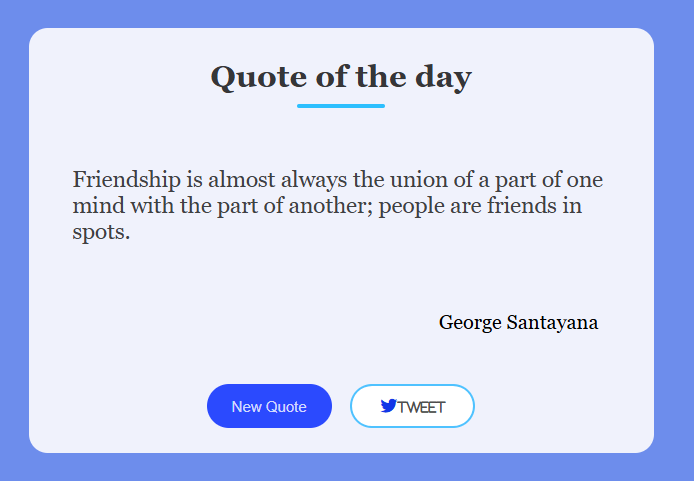 Quote of the day
Friendship is almost always the union of a part of one
mind with the part of another; people are friends in
spots.
George Santayana
New Quote
TWEET